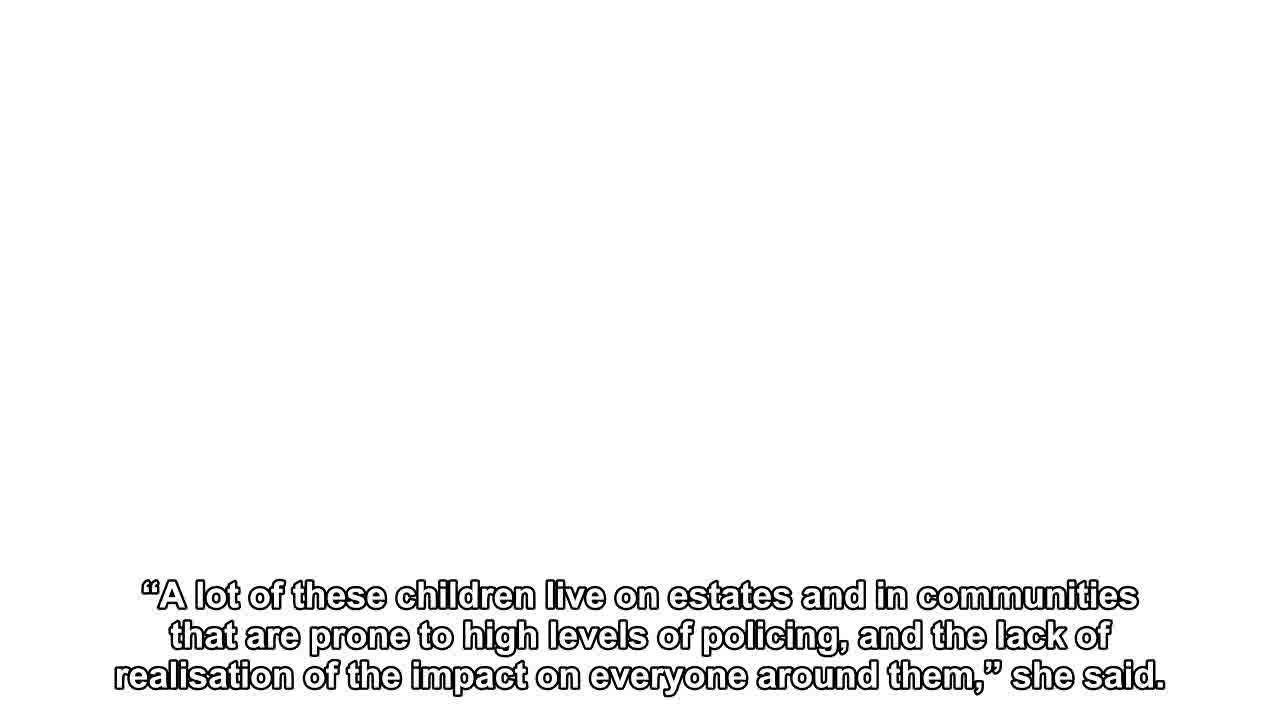 “A lot of these children live on estates and in communities
that are prone to high levels of policing, and the lack of
realisation of the impact on everyone around them,” she said.